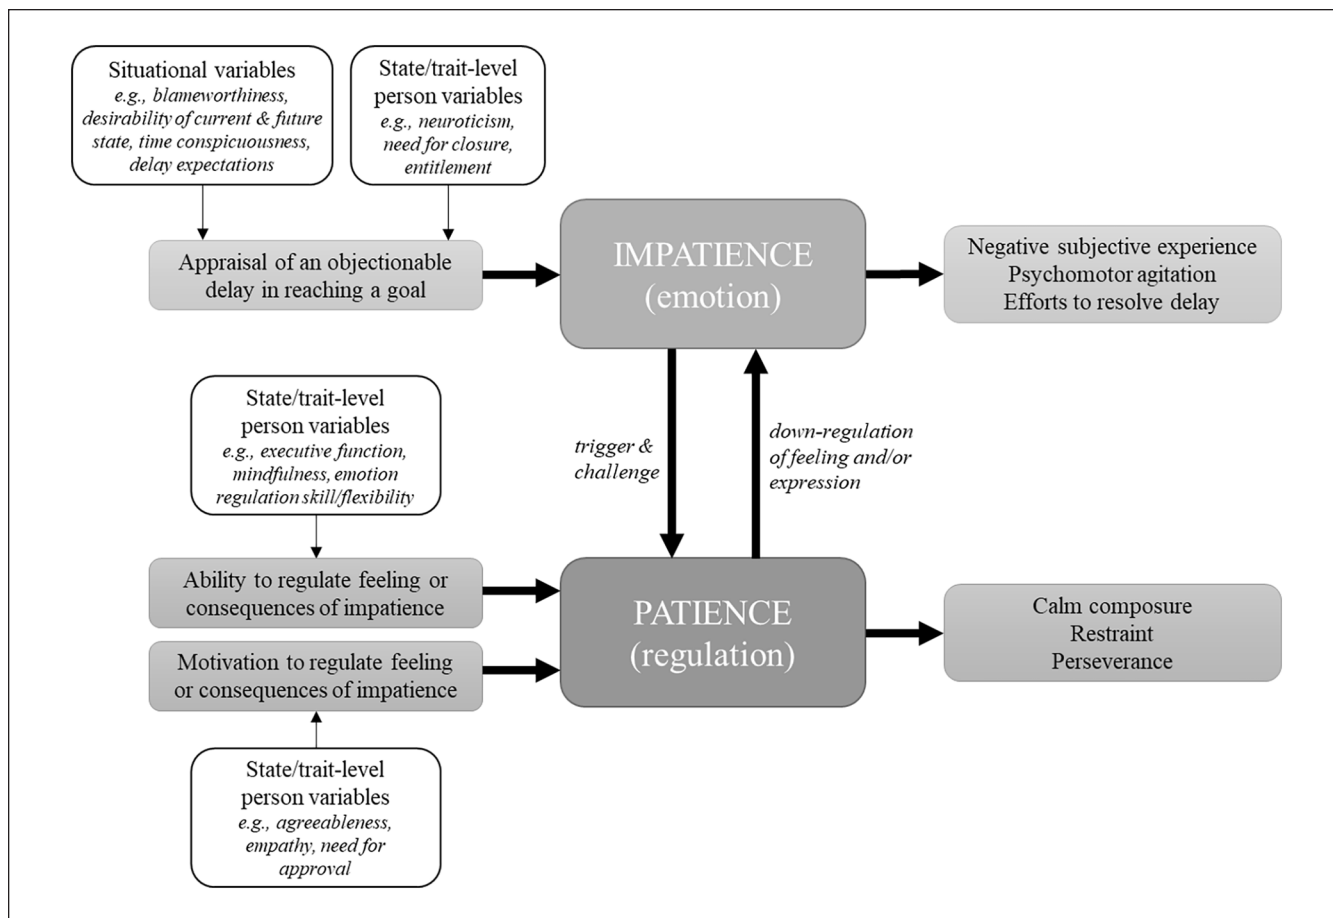 Situational variables
e.g., blameworthiness,
desirability of current & future
state, time conspicuousness,
delay expectations
State/trait-level
person variables
e.g., neuroticism,
need for closure,
entitlement
Appraisal of an objectionable
delay in reaching a goal
IMPATIENCE
(emotion)
Negative subjective experience
Psychomotor agitation
Efforts to resolve delay
State/trait-level
person variables
e.g., executive function,
mindfulness, emotion
regulation skill/flexibility
trigger &
challenge
down-regulation
of feeling and/or
expression
Ability to regulate feeling or
consequences of impatience
Motivation to regulate feeling
or consequences of impatience
PATIENCE
(regulation)
Calm composure
Restraint
Perseverance
State/trait-level
person variables
e.g., agreeableness,
empathy, need for
approval